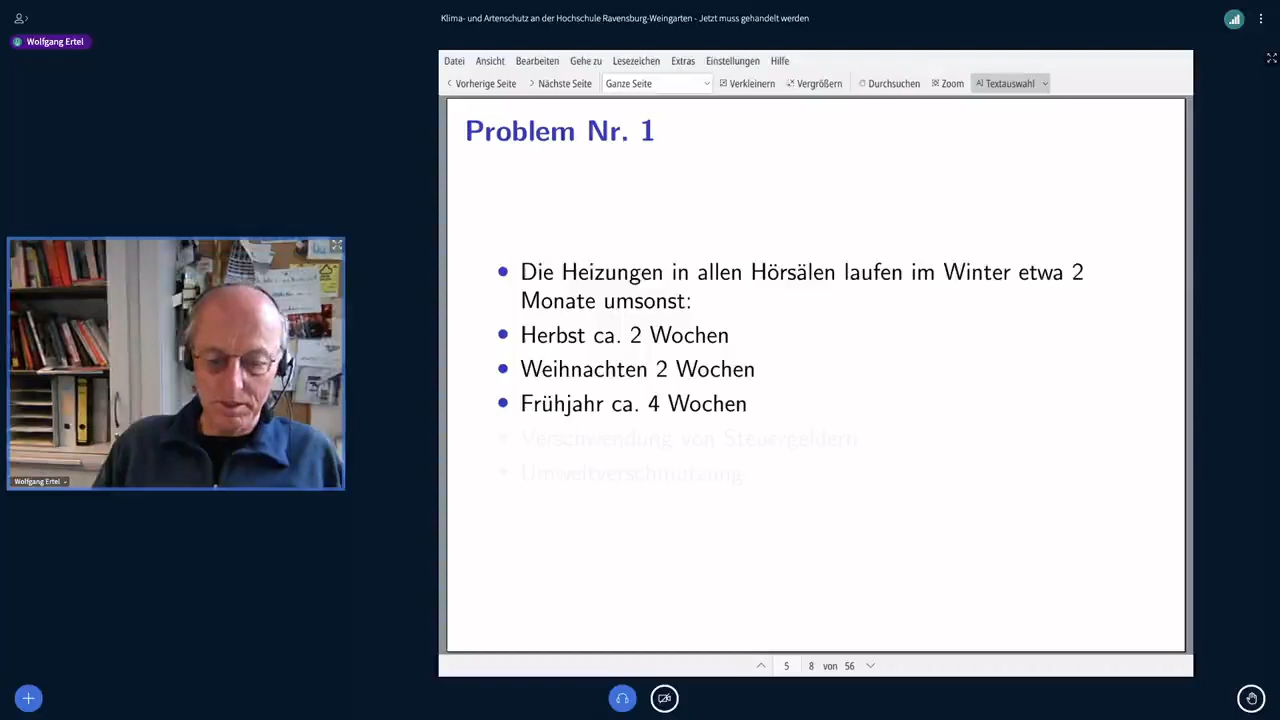 Klima- und Artenschutz an der Hochschule Ravensburg-Weingarten - Jetzt muss gehandelt werden
Wolfgang Ertel
Datei Ansicht Bearbeiten Gehe zu Lesezeichen Extras Einstellungen Hilfe
Vorherige Seite Nächste Seite Ganze Seite Verkleinern Vergrößern Durchsuchen Zoom Textauswahl
Problem Nr. 1
Die Heizungen in allen Hörsälen laufen im Winter etwa 2
Monate umsonst:
Herbst ca. 2 Wochen
Weihnachten 2 Wochen
Frühjahr ca. 4 Wochen
Verschwendung von Steuergeldern
Umweltverschmutzung
Wolfgang Ertel
5 8 von 56